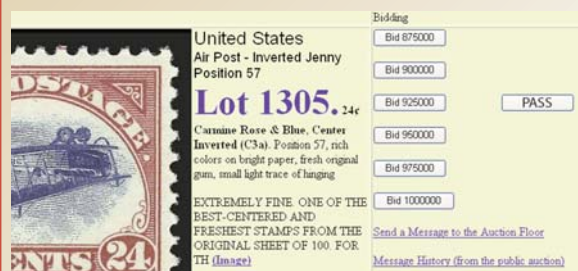 OSTAGE
ENTS 24
United States
Air Post - Inverted Jenny
Position 57
Lot 1305. 24c
Carmine Rose & Blue, Center
Inverted (C3a). Position 57, rich
colors on bright paper, fresh original
gum, small light trace of hinging
EXTREMELY FINE. ONE OF THE
BEST-CENTERED AND
FRESHEST STAMPS FROM THE
ORIGINAL SHEET OF 100. FOR
TH (Image)
Bidding
Bid 875000
Bid 900000
Bid 925000
PASS
Bid 950000
Bid 975000
Bid 1000000
Send a Message to the Auction Floor
Message History (from the public auction)